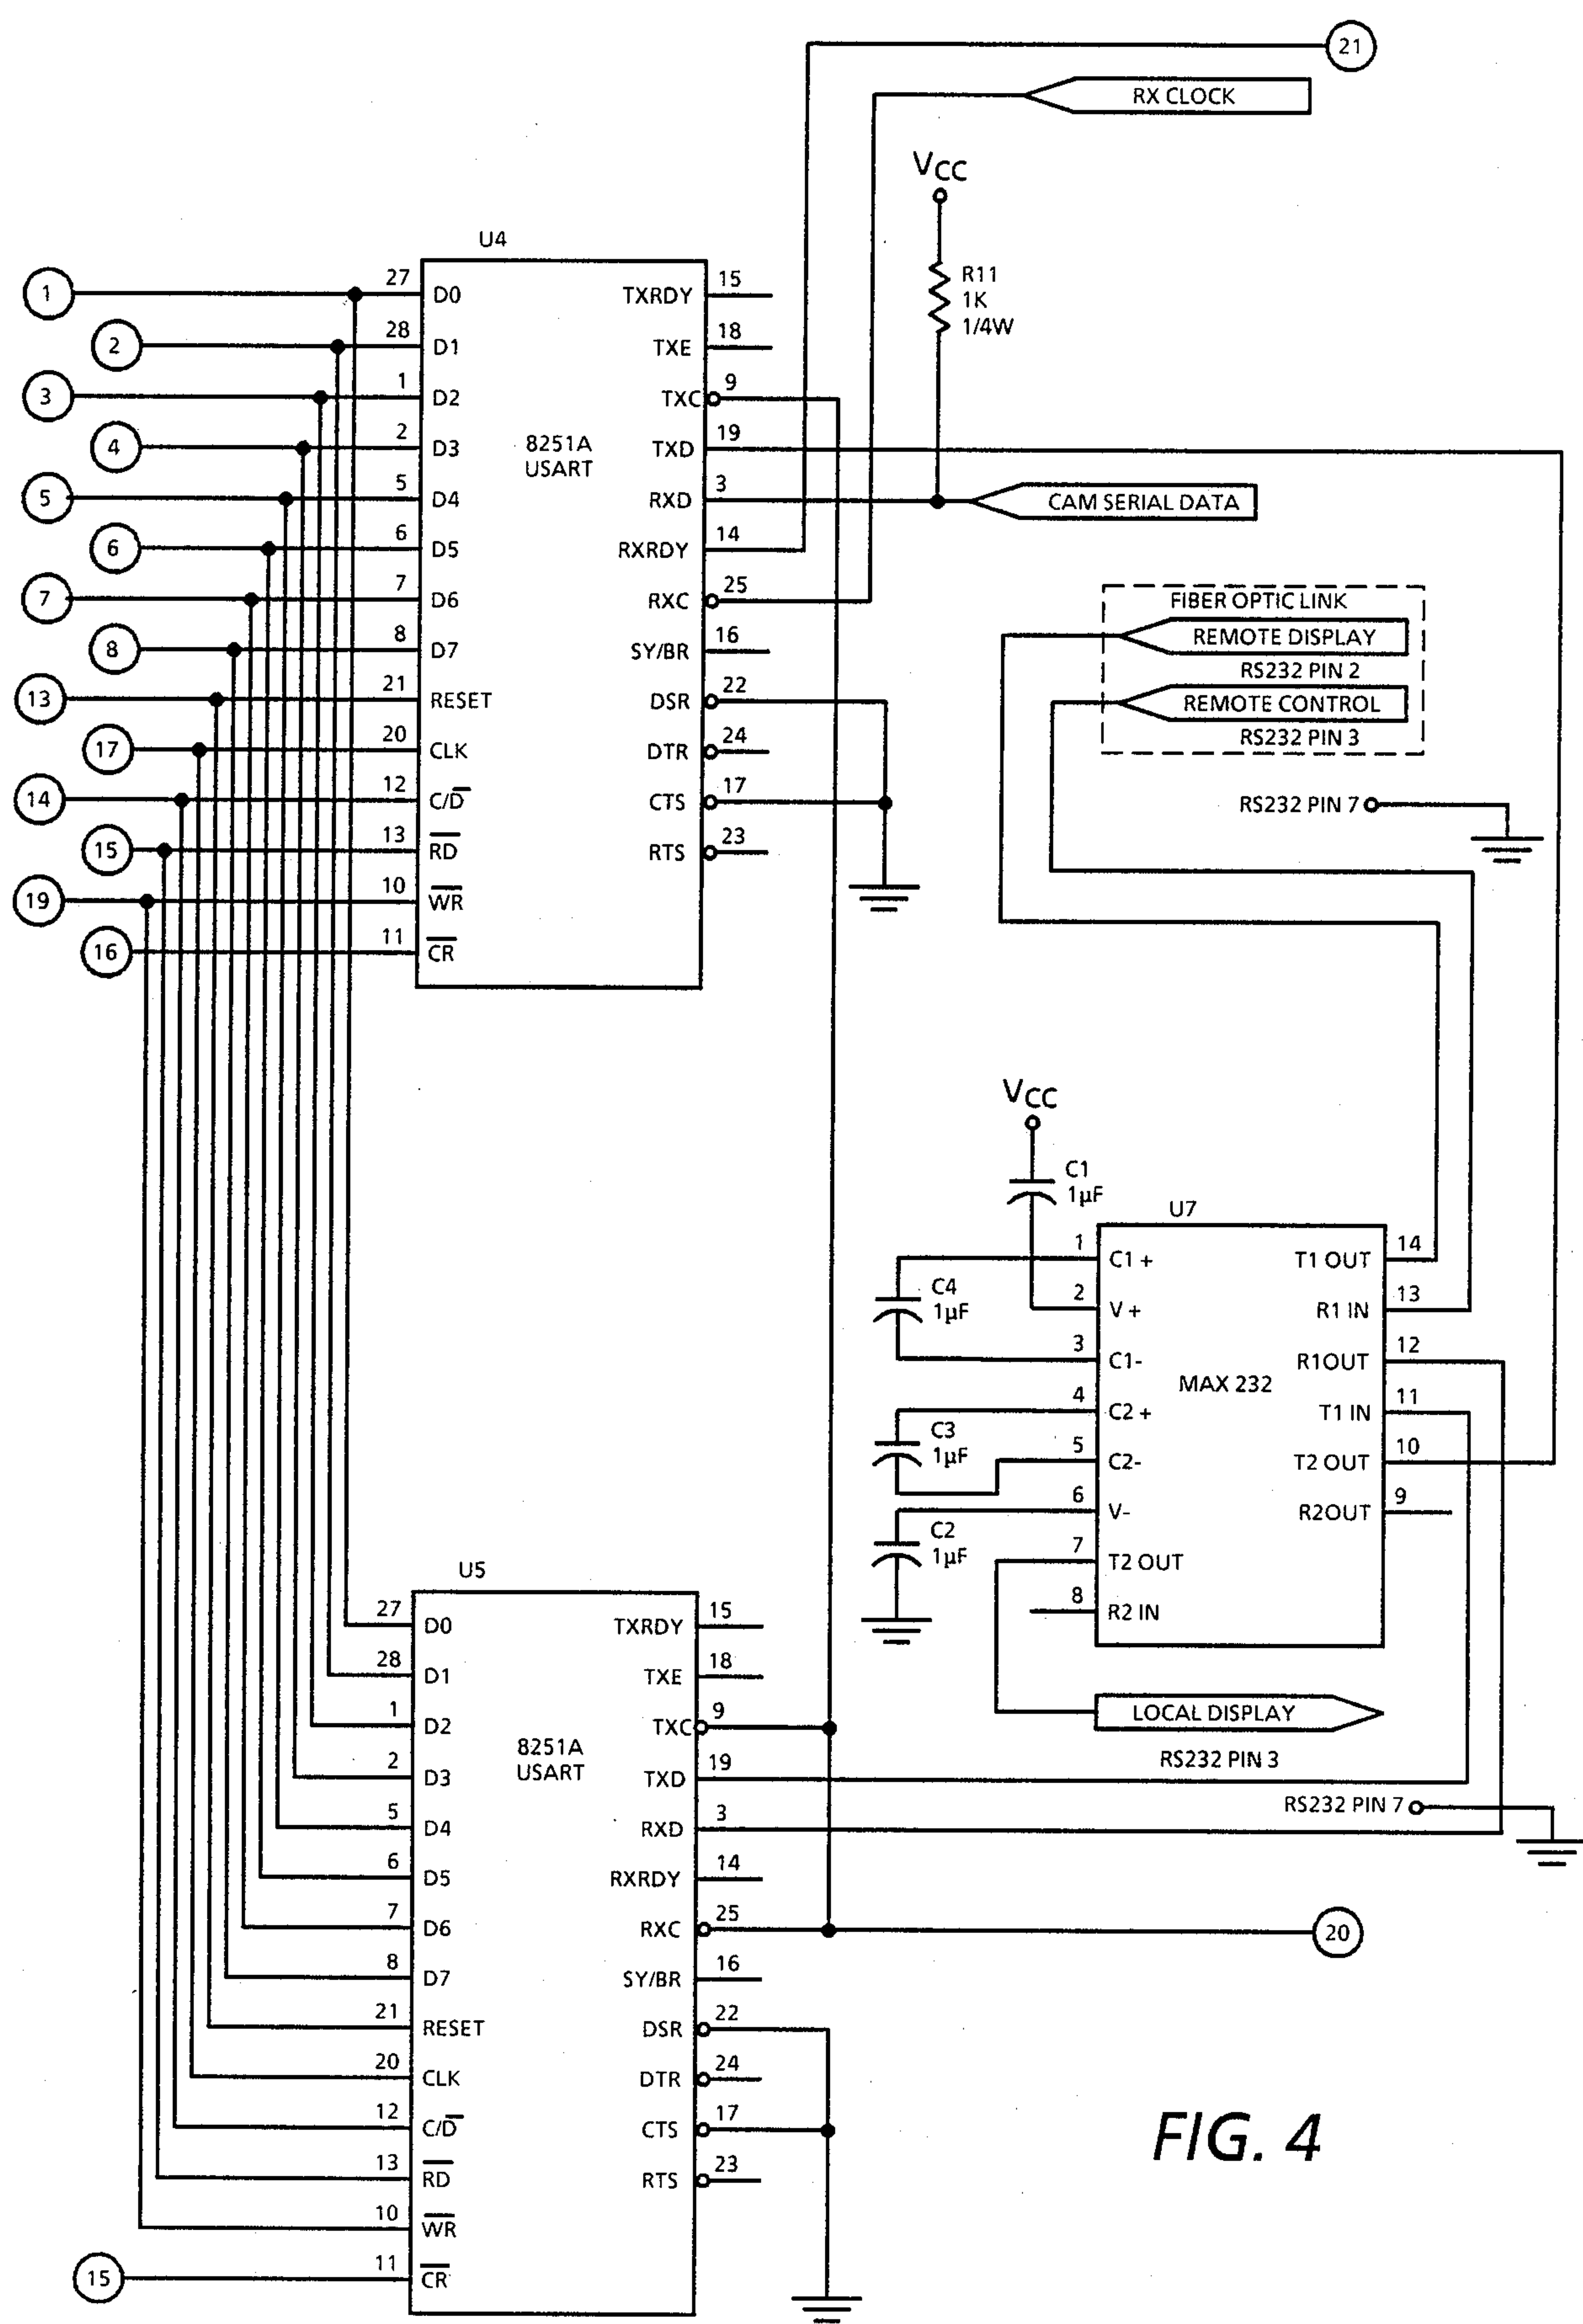 21
RX CLOCK
VCC
U4
R11
1K
1/4W
1 27 D0 TXRDY 15
2 28 D1 TXE 18
3 1 D2 TXC 9
4 2 D3 TXD 19
8251A
USART
5 5 D4 RXD 3 CAM SERIAL DATA
6 6 D5 RXRDY 14
7 7 D6 RXC 25
8 8 D7 SY/BR 16
13 21 RESET DSR 22
17 20 CLK DTR 24
14 12 C/D̅ CTS 17
15 13 R̅D̅ RTS 23
19 10 W̅R̅
16 11 C̅R̅
FIBER OPTIC LINK
REMOTE DISPLAY
RS232 PIN 2
REMOTE CONTROL
RS232 PIN 3
RS232 PIN 7
VCC
C1
1µF
U7
1 C1+ T1 OUT 14
C4
1µF
2 V+ R1 IN 13
3 C1- R1OUT 12
MAX 232
4 C2+ T1 IN 11
C3
1µF
5 C2- T2 OUT 10
6 V- R2OUT 9
C2
1µF
7 T2 OUT
8 R2 IN
LOCAL DISPLAY
RS232 PIN 3
RS232 PIN 7
U5
27 D0 TXRDY 15
28 D1 TXE 18
1 D2 TXC 9
8251A
USART
2 D3 TXD 19
5 D4 RXD 3
6 D5 RXRDY 14
7 D6 RXC 25 20
8 D7 SY/BR 16
21 RESET DSR 22
20 CLK DTR 24
12 C/D̅ CTS 17
13 R̅D̅ RTS 23
10 W̅R̅
15 11 C̅R̅
FIG. 4